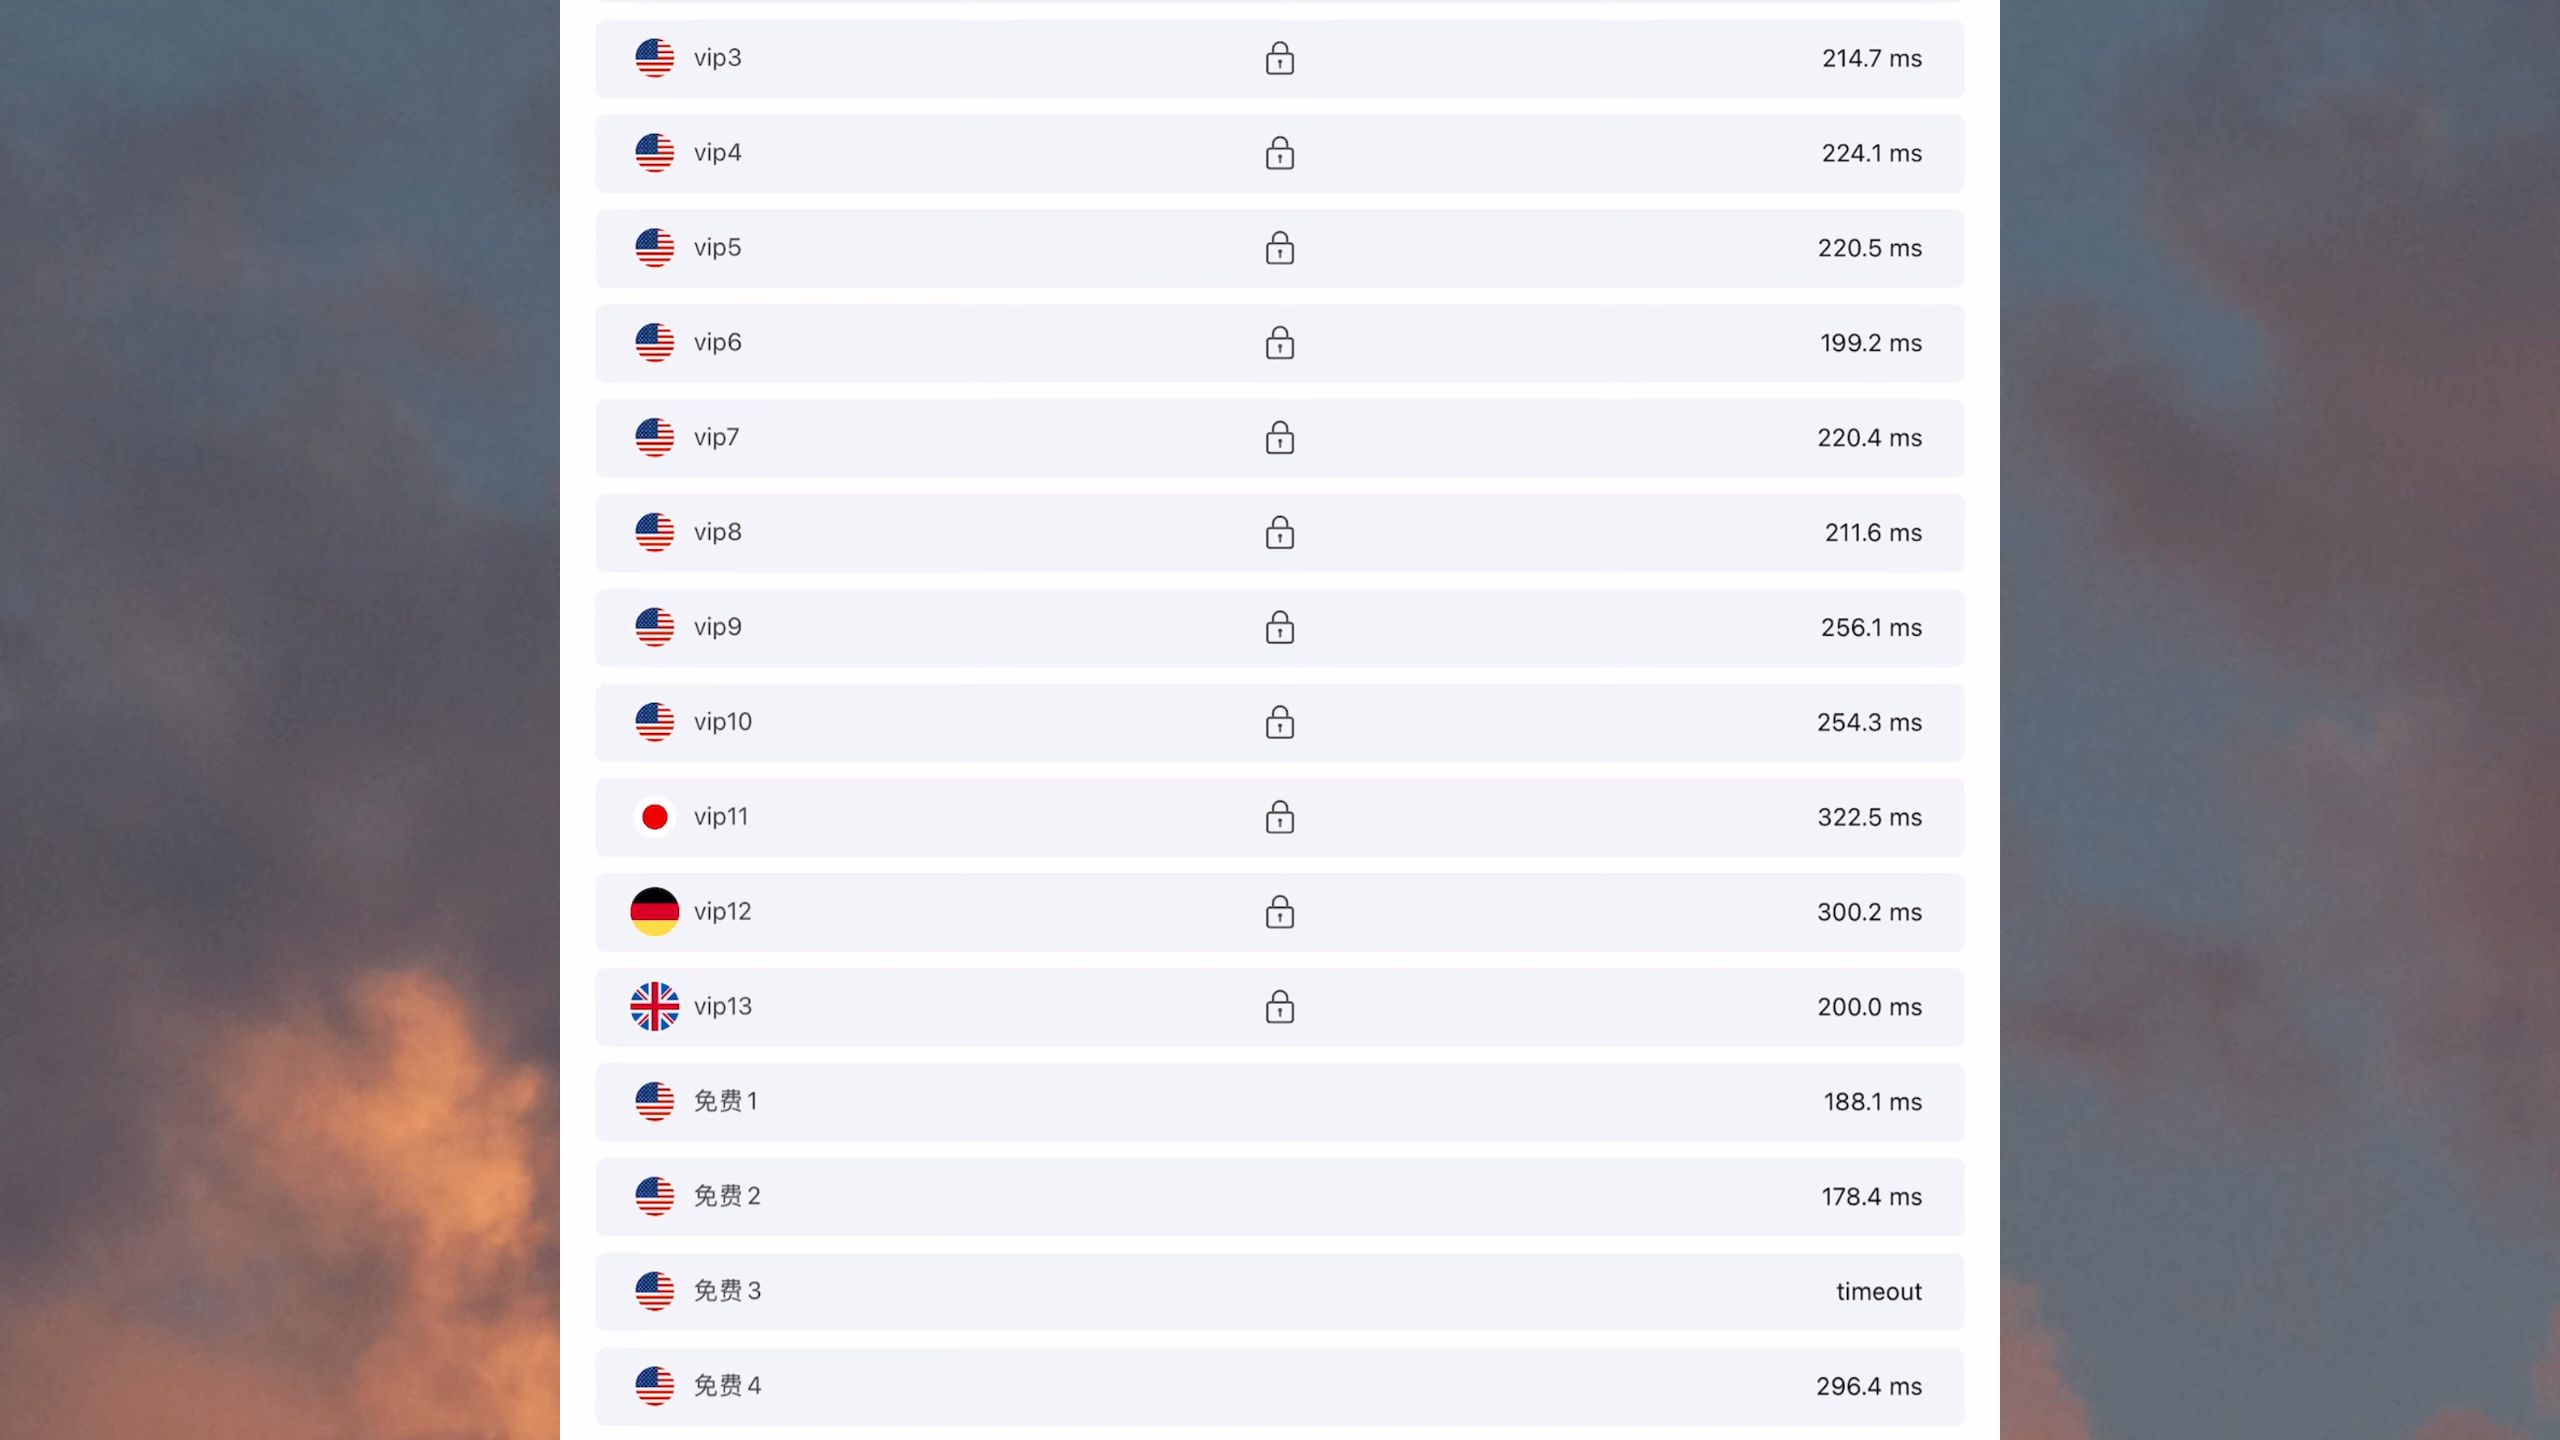 vip3 214.7 ms
vip4 224.1 ms
vip5 220.5 ms
vip6 199.2 ms
vip7 220.4 ms
vip8 211.6 ms
vip9 256.1 ms
vip10 254.3 ms
vip11 322.5 ms
vip12 300.2 ms
vip13 200.0 ms
免费1 188.1 ms
免费2 178.4 ms
免费3 timeout
免费4 296.4 ms